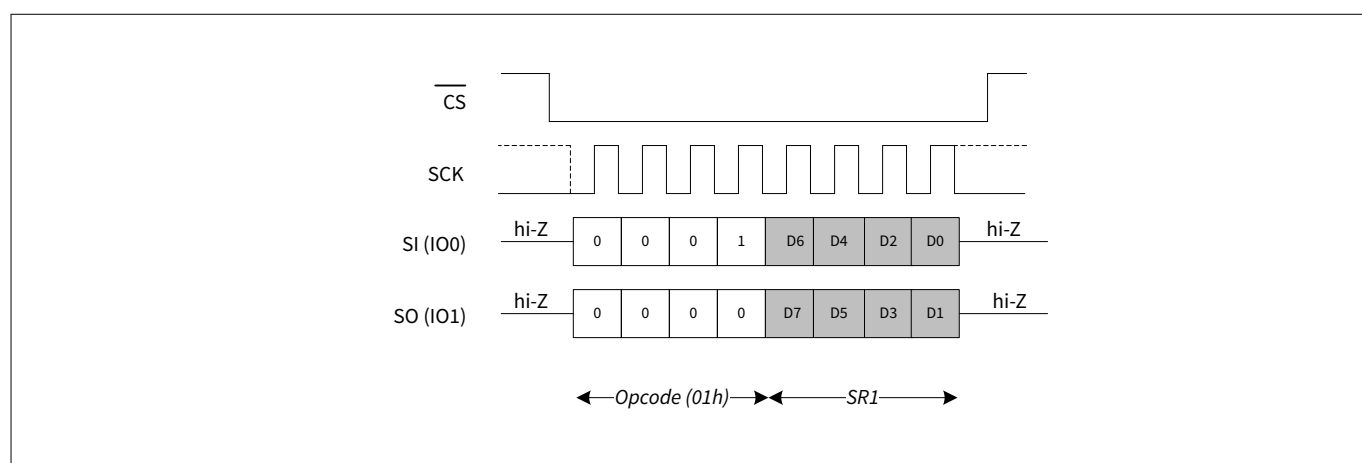 CS
SCK
SI (IO0) hi-Z 0 0 0 1 D6 D4 D2 D0 hi-Z
SO (IO1) hi-Z 0 0 0 0 D7 D5 D3 D1 hi-Z
Opcode (01h) SR1